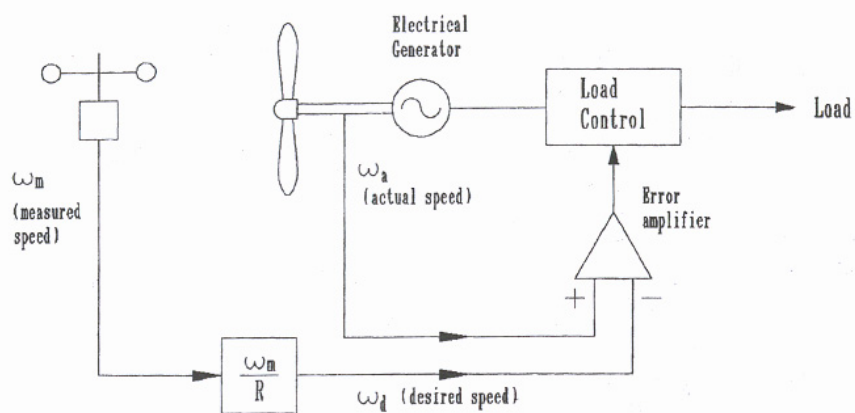 Electrical
Generator
Load
Control
Load
ωm
(measured
speed)
ωa
(actual speed)
Error
amplifier
+
−
ωm
R
ωd (desired speed)